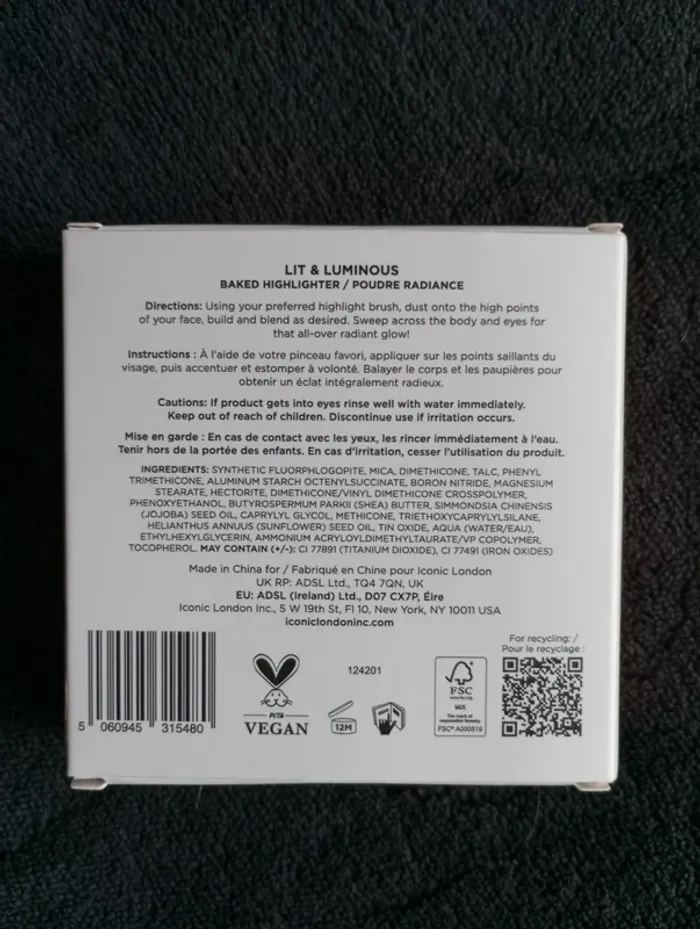 LIT & LUMINOUS
BAKED HIGHLIGHTER / POUDRE RADIANCE
Directions: Using your preferred highlight brush, dust onto the high points
of your face, build and blend as desired. Sweep across the body and eyes for
that all-over radiant glow!
Instructions : À l'aide de votre pinceau favori, appliquer sur les points saillants du
visage, puis accentuer et estomper à volonté. Balayer le corps et les paupières pour
obtenir un éclat intégralement radieux.
Cautions: If product gets into eyes rinse well with water immediately.
Keep out of reach of children. Discontinue use if irritation occurs.
Mise en garde : En cas de contact avec les yeux, les rincer immédiatement à l'eau.
Tenir hors de la portée des enfants. En cas d'irritation, cesser l'utilisation du produit.
INGREDIENTS: SYNTHETIC FLUORPHLOGOPITE, MICA, DIMETHICONE, TALC, PHENYL
TRIMETHICONE, ALUMINUM STARCH OCTENYLSUCCINATE, BORON NITRIDE, MAGNESIUM
STEARATE, HECTORITE, DIMETHICONE/VINYL DIMETHICONE CROSSPOLYMER,
PHENOXYETHANOL, BUTYROSPERMUM PARKII (SHEA) BUTTER, SIMMONDSIA CHINENSIS
(JOJOBA) SEED OIL, CAPRYLYL GLYCOL, METHICONE, TRIETHOXYCAPRYLYLSILANE,
HELIANTHUS ANNUUS (SUNFLOWER) SEED OIL, TIN OXIDE, AQUA (WATER/EAU),
ETHYLHEXYLGLYCERIN, AMMONIUM ACRYLOYLDIMETHYLTAURATE/VP COPOLYMER,
TOCOPHEROL. MAY CONTAIN (+/-): CI 77891 (TITANIUM DIOXIDE), CI 77491 (IRON OXIDES)
Made in China for / Fabriqué en Chine pour Iconic London
UK RP: ADSL Ltd., TQ4 7QN, UK
EU: ADSL (Ireland) Ltd., D07 CX7P, Éire
Iconic London Inc., 5 W 19th St, Fl 10, New York, NY 10011 USA
iconiclondoninc.com
For recycling: /
Pour le recyclage :
124201
5 060945 315480
PETA
VEGAN
12M
FSC
www.fsc.org
MIX
The mark of
responsible forestry
FSC® A000519